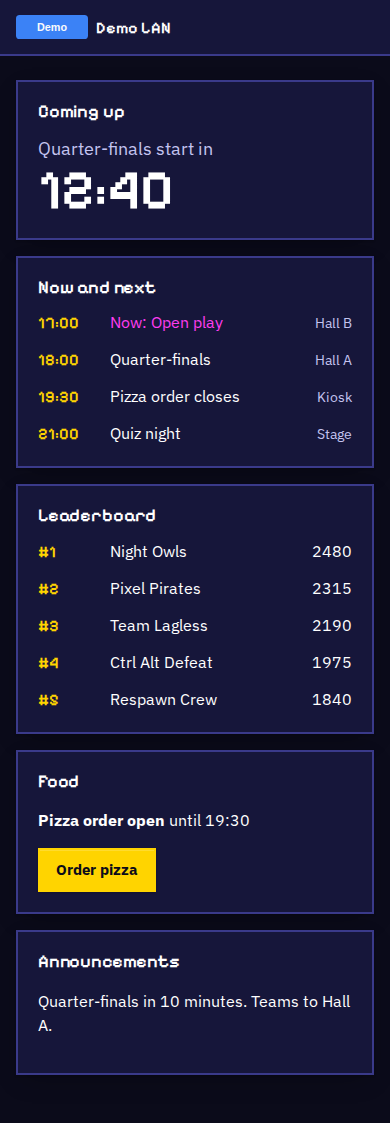 Demo Demo LAN
Coming up
Quarter-finals start in
12:40
Now and next
17:00 Now: Open play Hall B
18:00 Quarter-finals Hall A
19:30 Pizza order closes Kiosk
21:00 Quiz night Stage
Leaderboard
#1 Night Owls 2480
#2 Pixel Pirates 2315
#3 Team Lagless 2190
#4 Ctrl Alt Defeat 1975
#5 Respawn Crew 1840
Food
Pizza order open until 19:30
Order pizza
Announcements
Quarter-finals in 10 minutes. Teams to Hall
A.